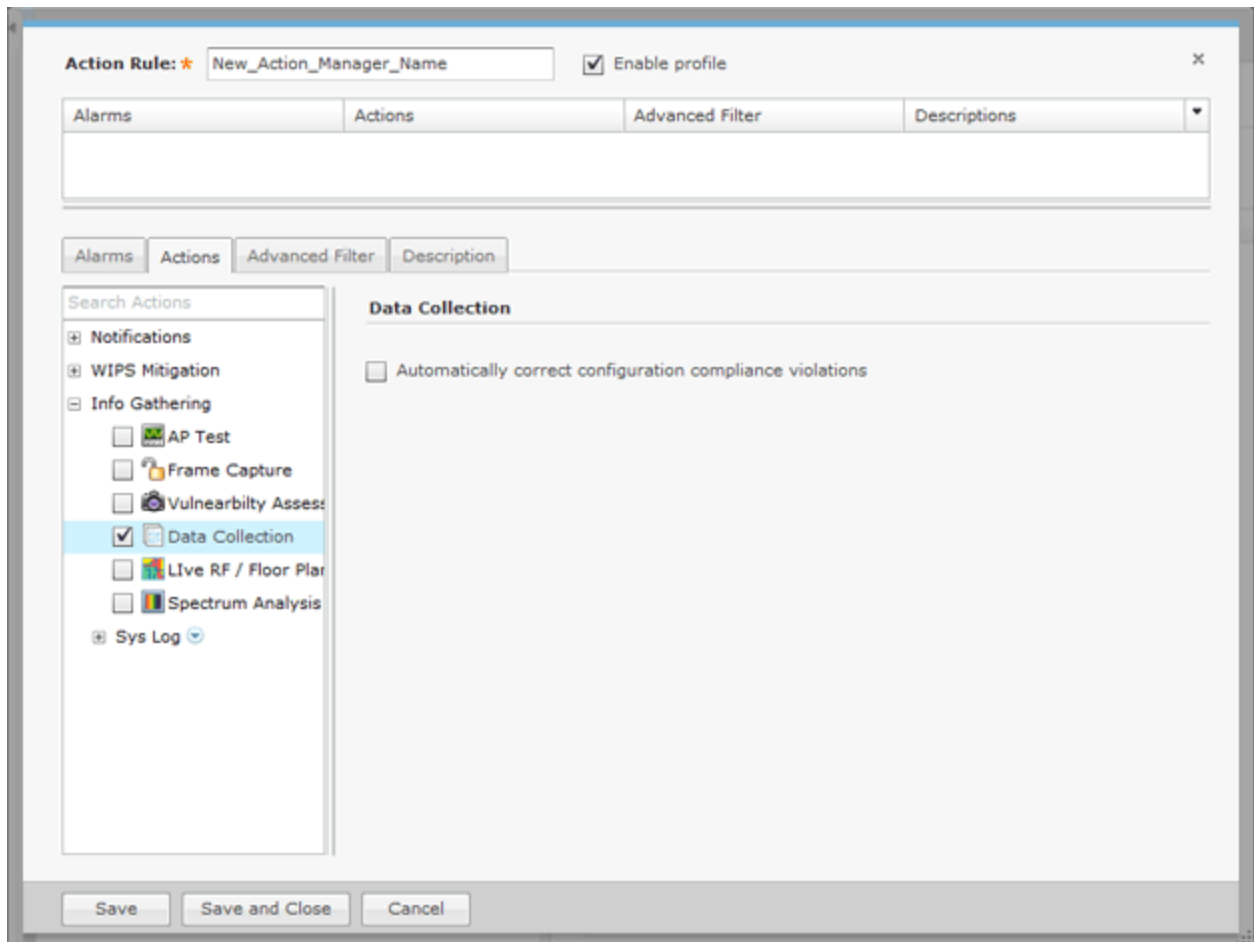 Action Rule: * New_Action_Manager_Name Enable profile ×
Alarms Actions Advanced Filter Descriptions
Alarms Actions Advanced Filter Description
Search Actions
Data Collection
Notifications
WIPS Mitigation
Automatically correct configuration compliance violations
Info Gathering
AP Test
Frame Capture
Vulnearbilty Assess
Data Collection
LIve RF / Floor Plan
Spectrum Analysis
Sys Log
Save Save and Close Cancel